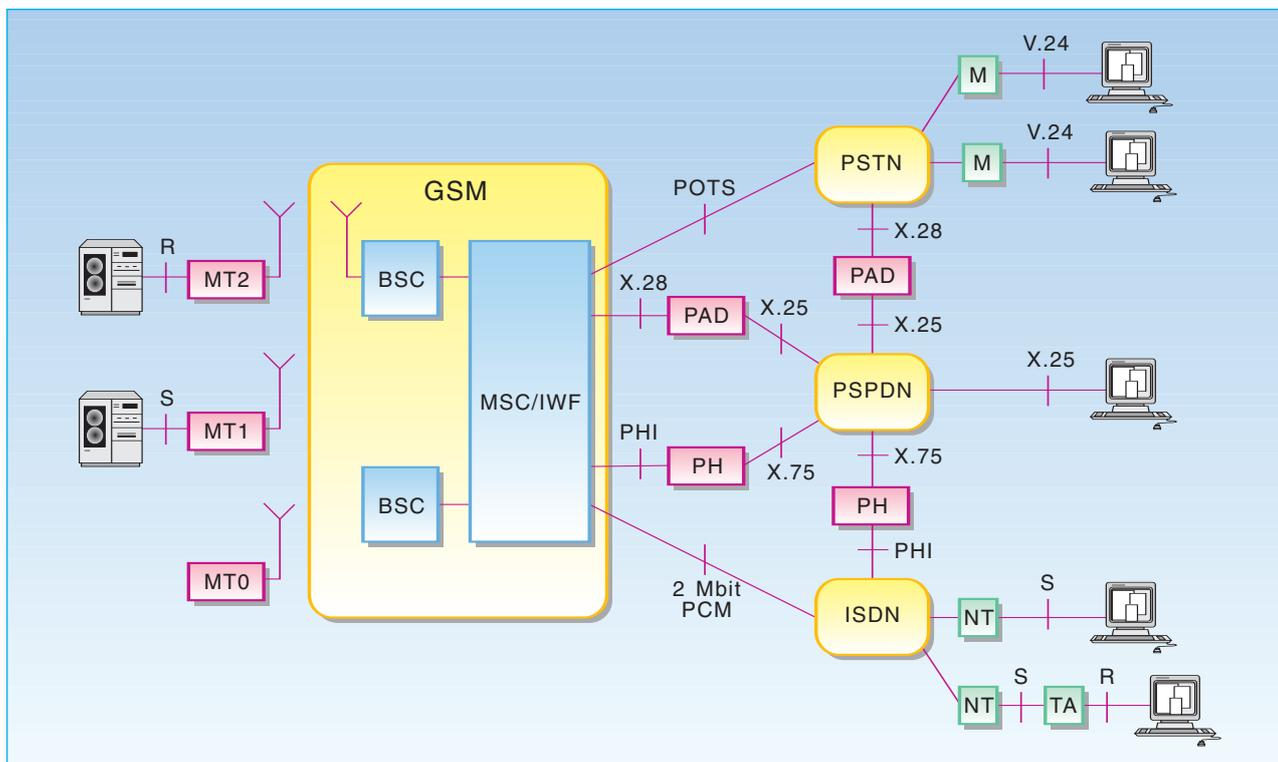 V.24
M
V.24
M
PSTN
GSM
POTS
R
MT2
BSC
X.28
PAD
X.28
PAD
X.25
X.25
X.25
PSPDN
S
MT1
MSC/IWF
PHI
PH
X.75
X.75
BSC
PH
PHI
MT0
2 Mbit
PCM
ISDN
NT
S
NT
S
TA
R